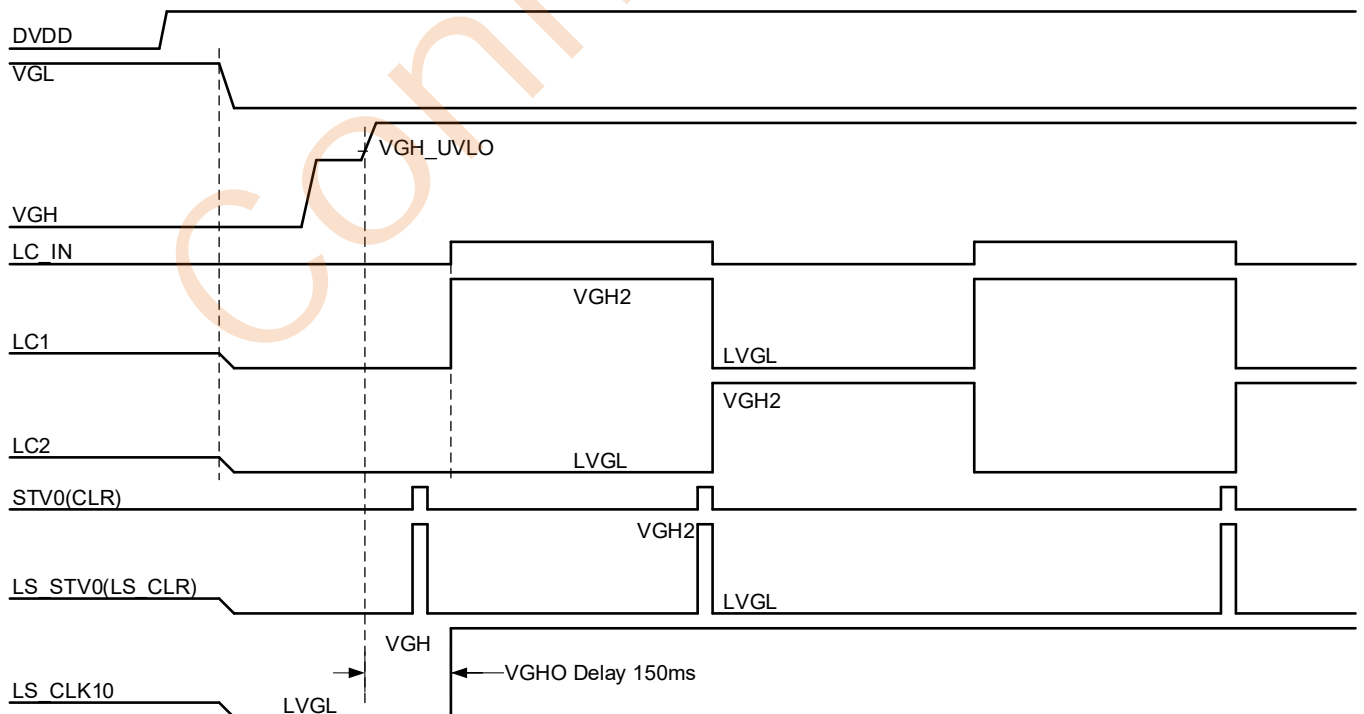 DVDD
VGL
VGH_UVLO
VGH
LC_IN
VGH2
LC1
LVGL
VGH2
LC2
LVGL
STV0(CLR)
VGH2
LS_STV0(LS_CLR)
LVGL
VGH
VGHO Delay 150ms
LS_CLK10
LVGL